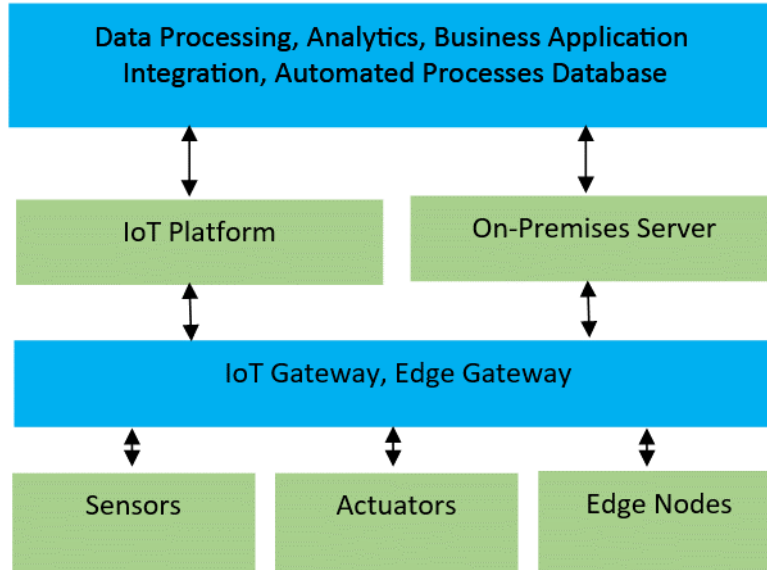 Data Processing, Analytics, Business Application
Integration, Automated Processes Database
IoT Platform
On-Premises Server
IoT Gateway, Edge Gateway
Sensors
Actuators
Edge Nodes